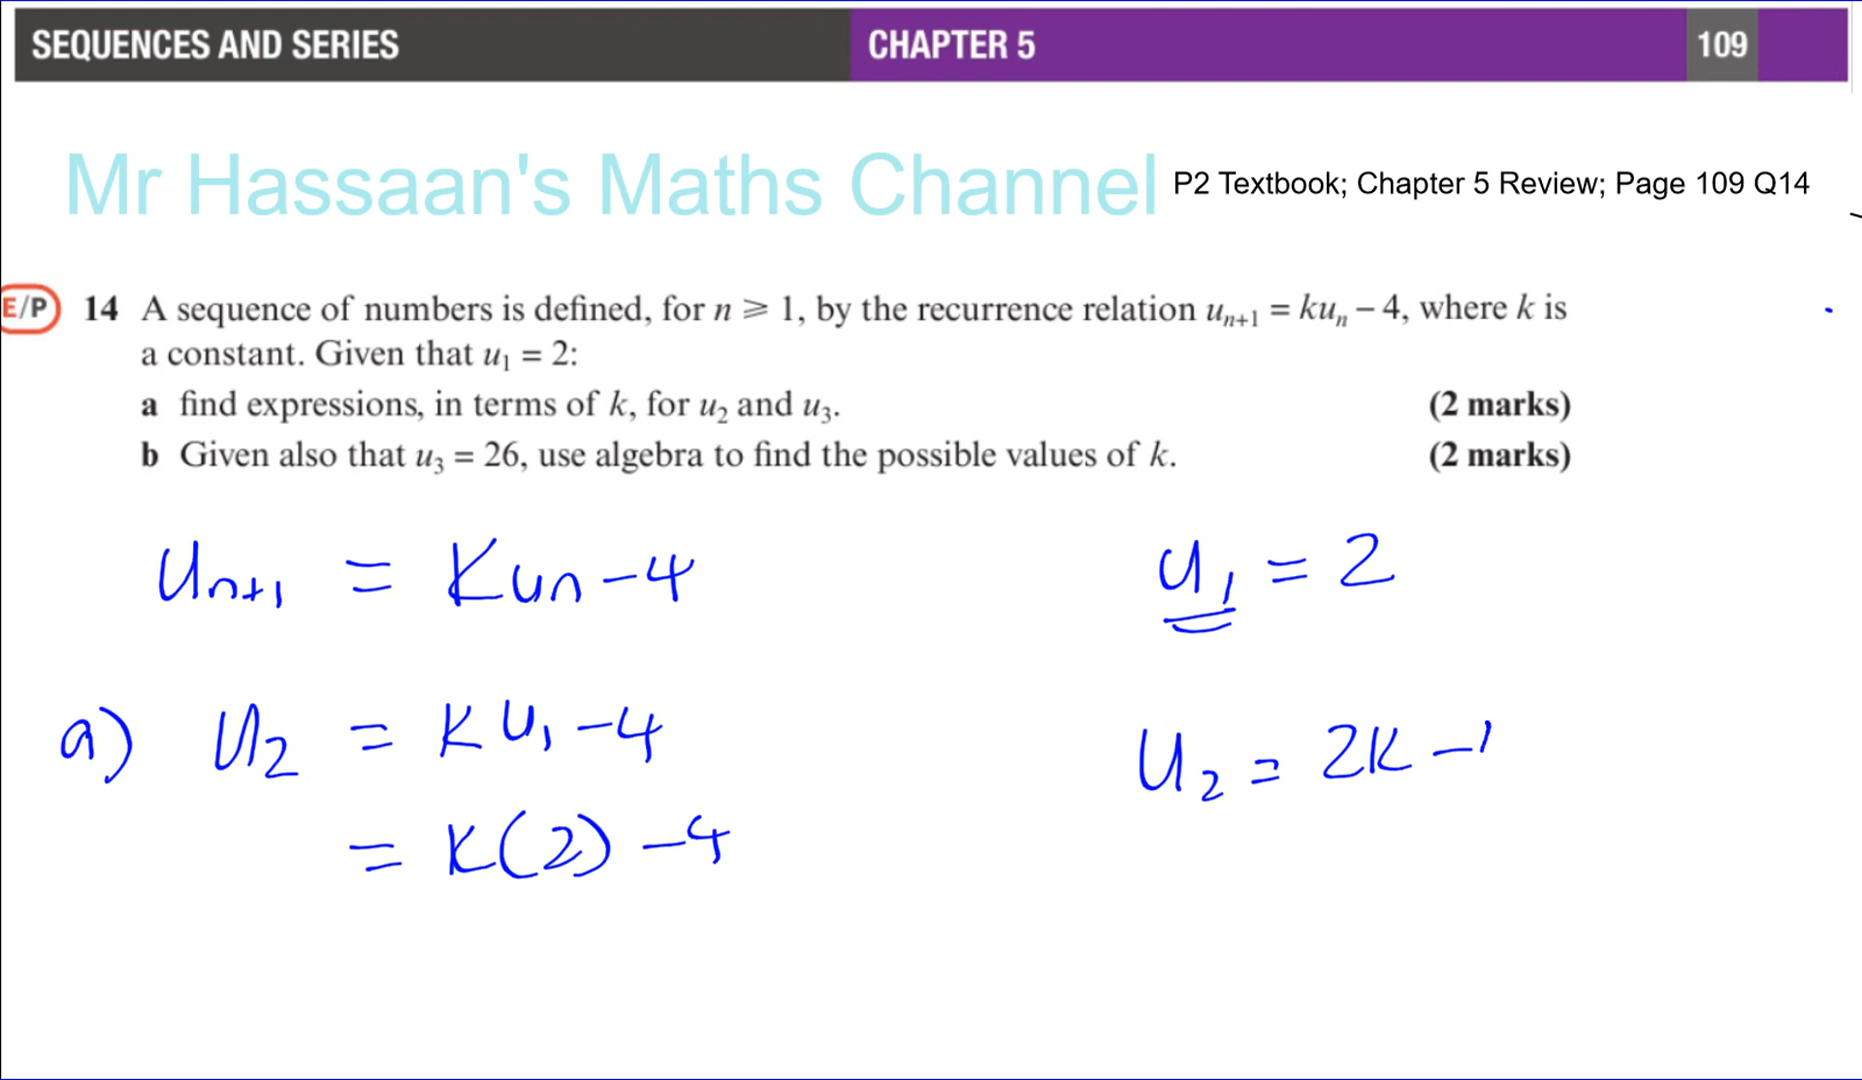 SEQUENCES AND SERIES CHAPTER 5 109
Mr Hassaan's Maths Channel P2 Textbook; Chapter 5 Review; Page 109 Q14
E/P 14 A sequence of numbers is defined, for n ⩾ 1, by the recurrence relation uₙ₊₁ = kuₙ − 4, where k is
a constant. Given that u₁ = 2:
a find expressions, in terms of k, for u₂ and u₃. (2 marks)
b Given also that u₃ = 26, use algebra to find the possible values of k. (2 marks)
uₙ₊₁ = Kuₙ − 4 u₁ = 2
a) u₂ = Ku₁ − 4 u₂ = 2K −
= K(2) − 4